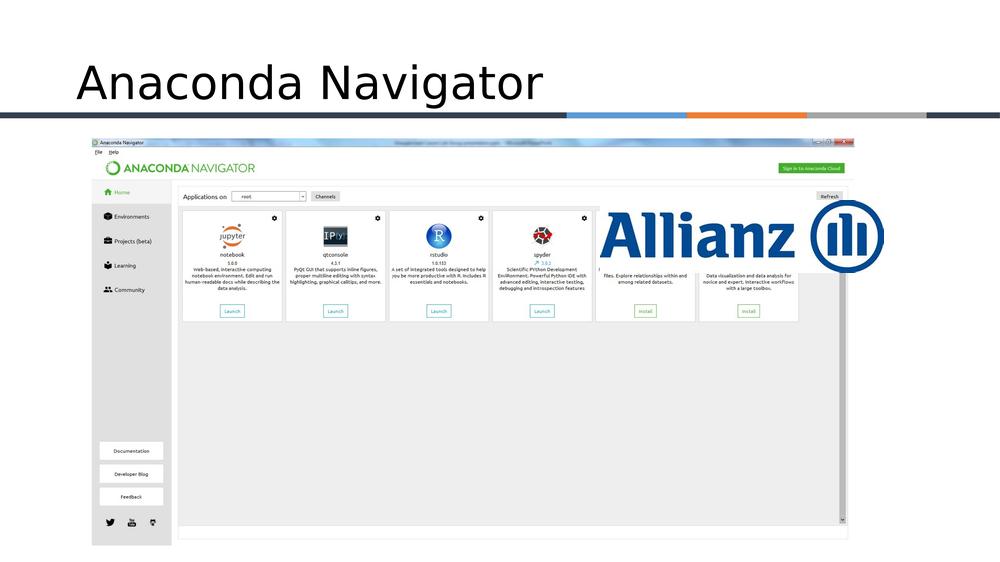 Anaconda Navigator
Anaconda Navigator
File Help
ANACONDA NAVIGATOR
Sign in to Anaconda Cloud
Home
Environments
Projects (beta)
Learning
Community
Documentation
Developer Blog
Feedback
Applications on
root
Channels
Refresh
jupyter
notebook
5.0.0
Web-based, interactive computing
notebook environment. Edit and run
human-readable docs while describing the
data analysis.
Launch
IP[y]
qtconsole
4.3.1
PyQt GUI that supports inline figures,
proper multiline editing with syntax
highlighting, graphical calltips, and more.
Launch
R
rstudio
1.0.153
A set of integrated tools designed to help
you be more productive with R. Includes R
essentials and notebooks.
Launch
spyder
Scientific PYthon Development
EnviRonment. Powerful Python IDE with
advanced editing, interactive testing,
debugging and introspection features
Launch
Allianz
files. Explore relationships within and
among related datasets.
Install
Data visualization and data analysis for
novice and expert. Interactive workflows
with a large toolbox.
Install